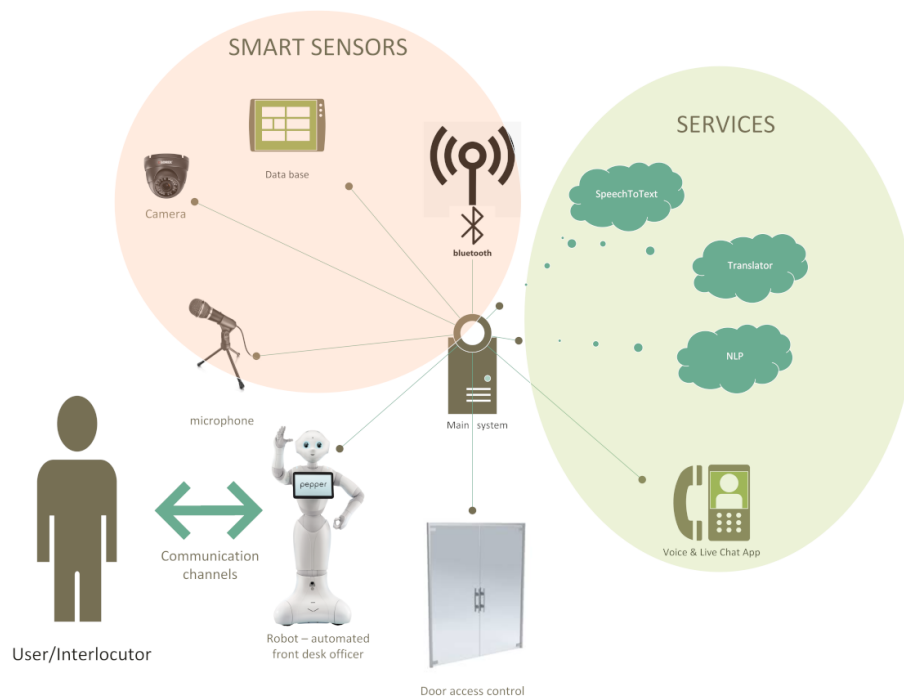 SMART SENSORS
SERVICES
Data base
Camera
bluetooth
SpeechToText
Translator
NLP
microphone
Main system
pepper
Communication
channels
Voice & Live Chat App
User/Interlocutor
Robot – automated
front desk officer
Door access control